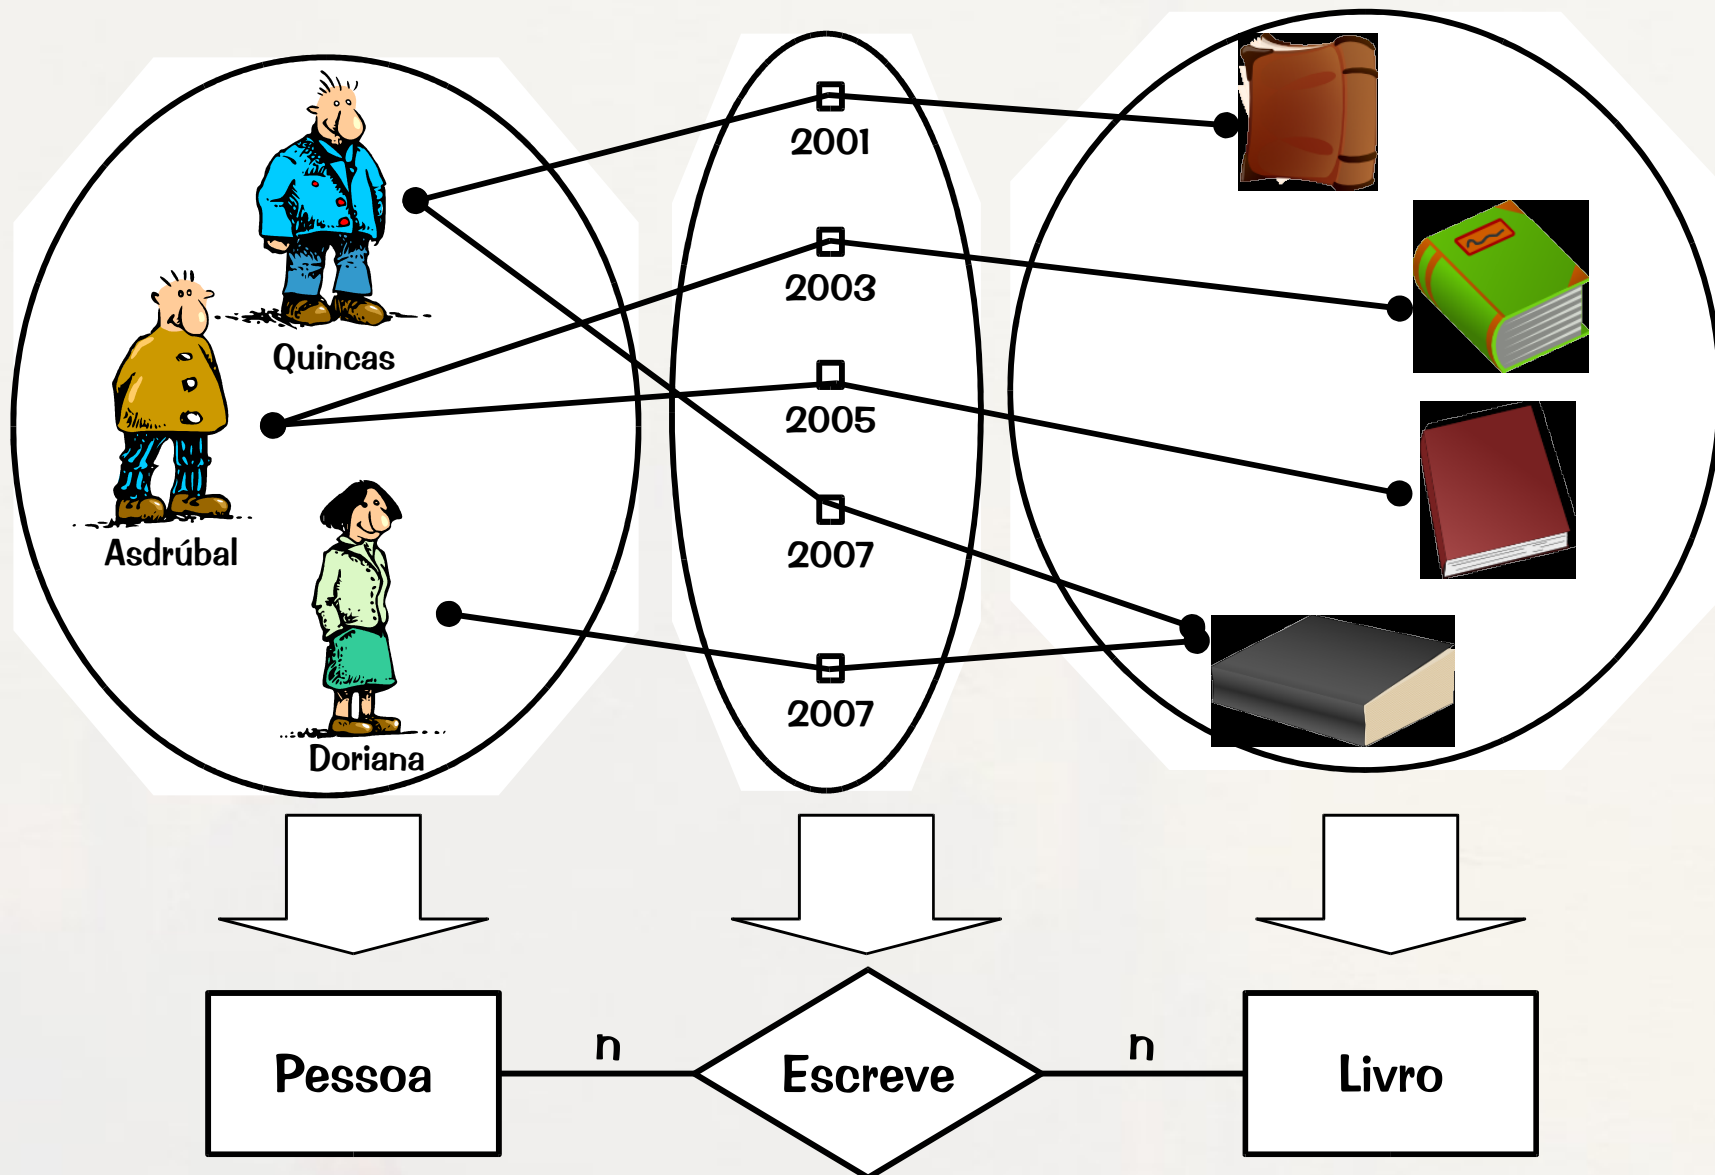 2001
2003
Quincas
2005
Asdrúbal
2007
2007
Doriana
n
n
Pessoa
Escreve
Livro